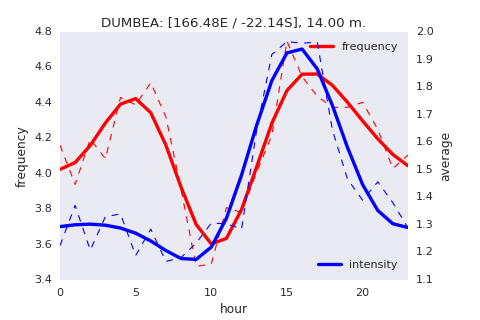 DUMBEA: [166.48E / -22.14S], 14.00 m.
4.8
4.6
4.4
4.2
4.0
3.8
3.6
3.4
frequency
2.0
1.9
1.8
1.7
1.6
1.5
1.4
1.3
1.2
1.1
average
frequency
intensity
0 5 10 15 20
hour